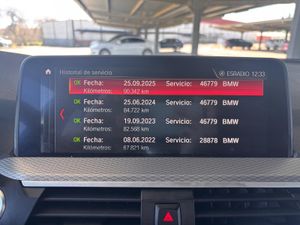 Historial de servicio
ESRADIO 12:33
OK Fecha: 25.09.2025 Servicio: 46779 BMW
Kilómetros: 90.342 km
OK Fecha: 25.06.2024 Servicio: 46779 BMW
Kilómetros: 84.722 km
OK Fecha: 19.09.2023 Servicio: 46779 BMW
Kilómetros: 82.568 km
OK Fecha: 08.06.2022 Servicio: 28878 BMW
Kilómetros: 67.821 km